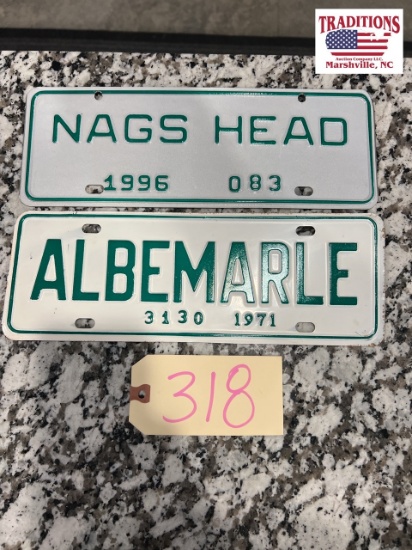 TRADITIONS
Auction Company LLC.
Marshville, NC
NAGS HEAD
1996 083
ALBEMARLE
3130 1971
318